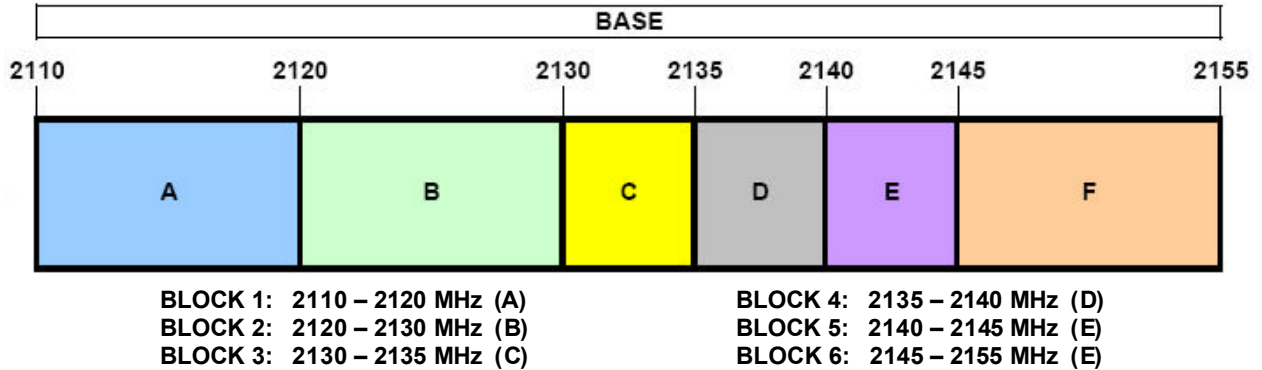 BASE
2110 2120 2130 2135 2140 2145 2155
A B C D E F
BLOCK 1: 2110 – 2120 MHz (A)
BLOCK 2: 2120 – 2130 MHz (B)
BLOCK 3: 2130 – 2135 MHz (C)
BLOCK 4: 2135 – 2140 MHz (D)
BLOCK 5: 2140 – 2145 MHz (E)
BLOCK 6: 2145 – 2155 MHz (E)